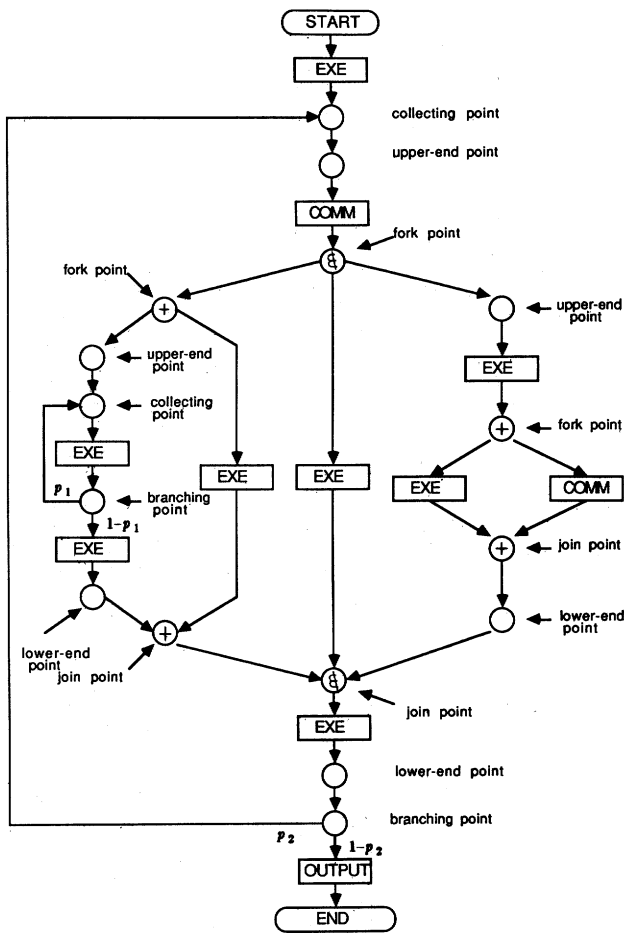 START
EXE
collecting point
upper-end point
COMM
fork point
&
fork point
+
upper-end
point
upper-end
point
EXE
collecting
point
+
fork point
EXE
EXE
EXE
EXE
COMM
p1
branching
point
1-p1
EXE
+
join point
lower-end
point
+
lower-end
point
join point
&
join point
EXE
lower-end point
branching point
p2
1-p2
OUTPUT
END